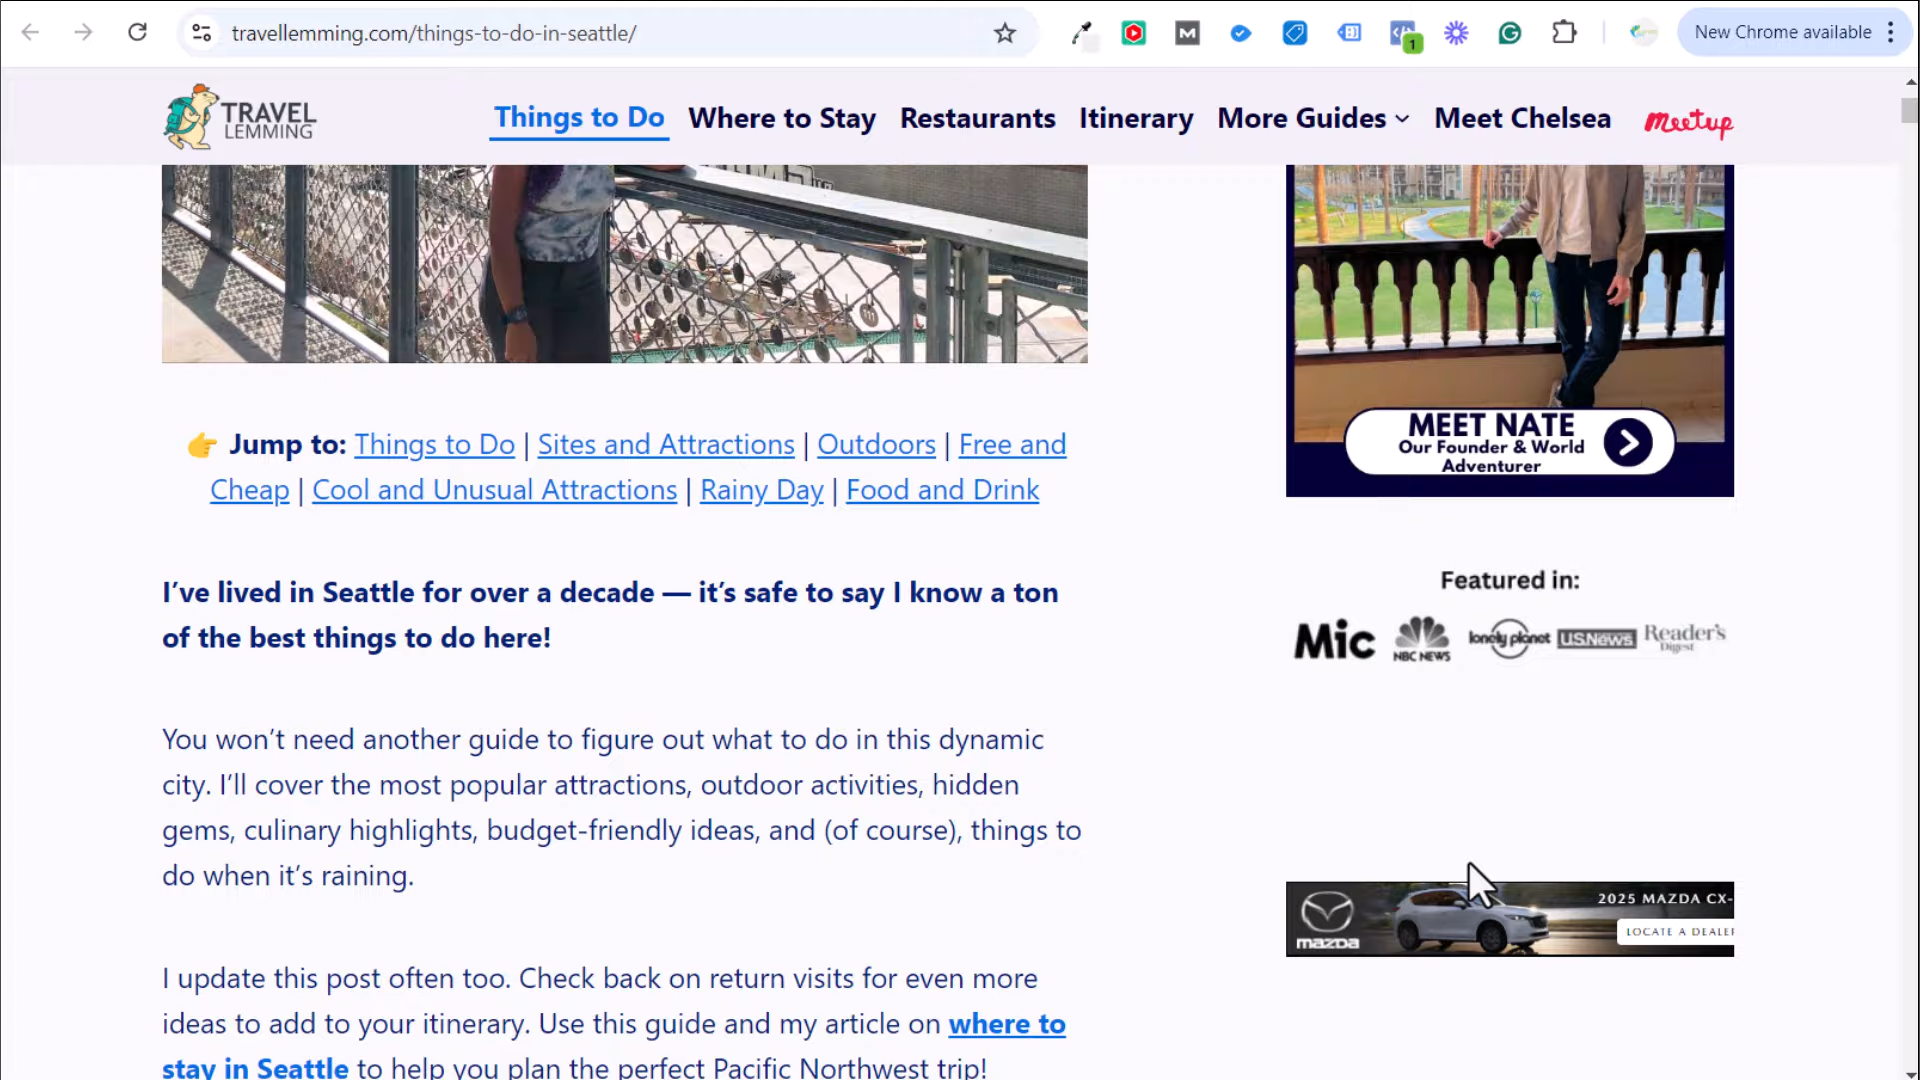 travellemming.com/things-to-do-in-seattle/
1
New Chrome available
TRAVEL
LEMMING
Things to Do
Where to Stay
Restaurants
Itinerary
More Guides
Meet Chelsea
meetup
👉 Jump to: Things to Do | Sites and Attractions | Outdoors | Free and
Cheap | Cool and Unusual Attractions | Rainy Day | Food and Drink
I’ve lived in Seattle for over a decade — it’s safe to say I know a ton
of the best things to do here!
You won’t need another guide to figure out what to do in this dynamic
city. I’ll cover the most popular attractions, outdoor activities, hidden
gems, culinary highlights, budget-friendly ideas, and (of course), things to
do when it’s raining.
I update this post often too. Check back on return visits for even more
ideas to add to your itinerary. Use this guide and my article on where to
stay in Seattle to help you plan the perfect Pacific Northwest trip!
MEET NATE
Our Founder & World
Adventurer
Featured in:
Mic
NBC NEWS
lonely planet
U.S.News
Reader's
Digest
mazda
2025 MAZDA CX-
LOCATE A DEALER